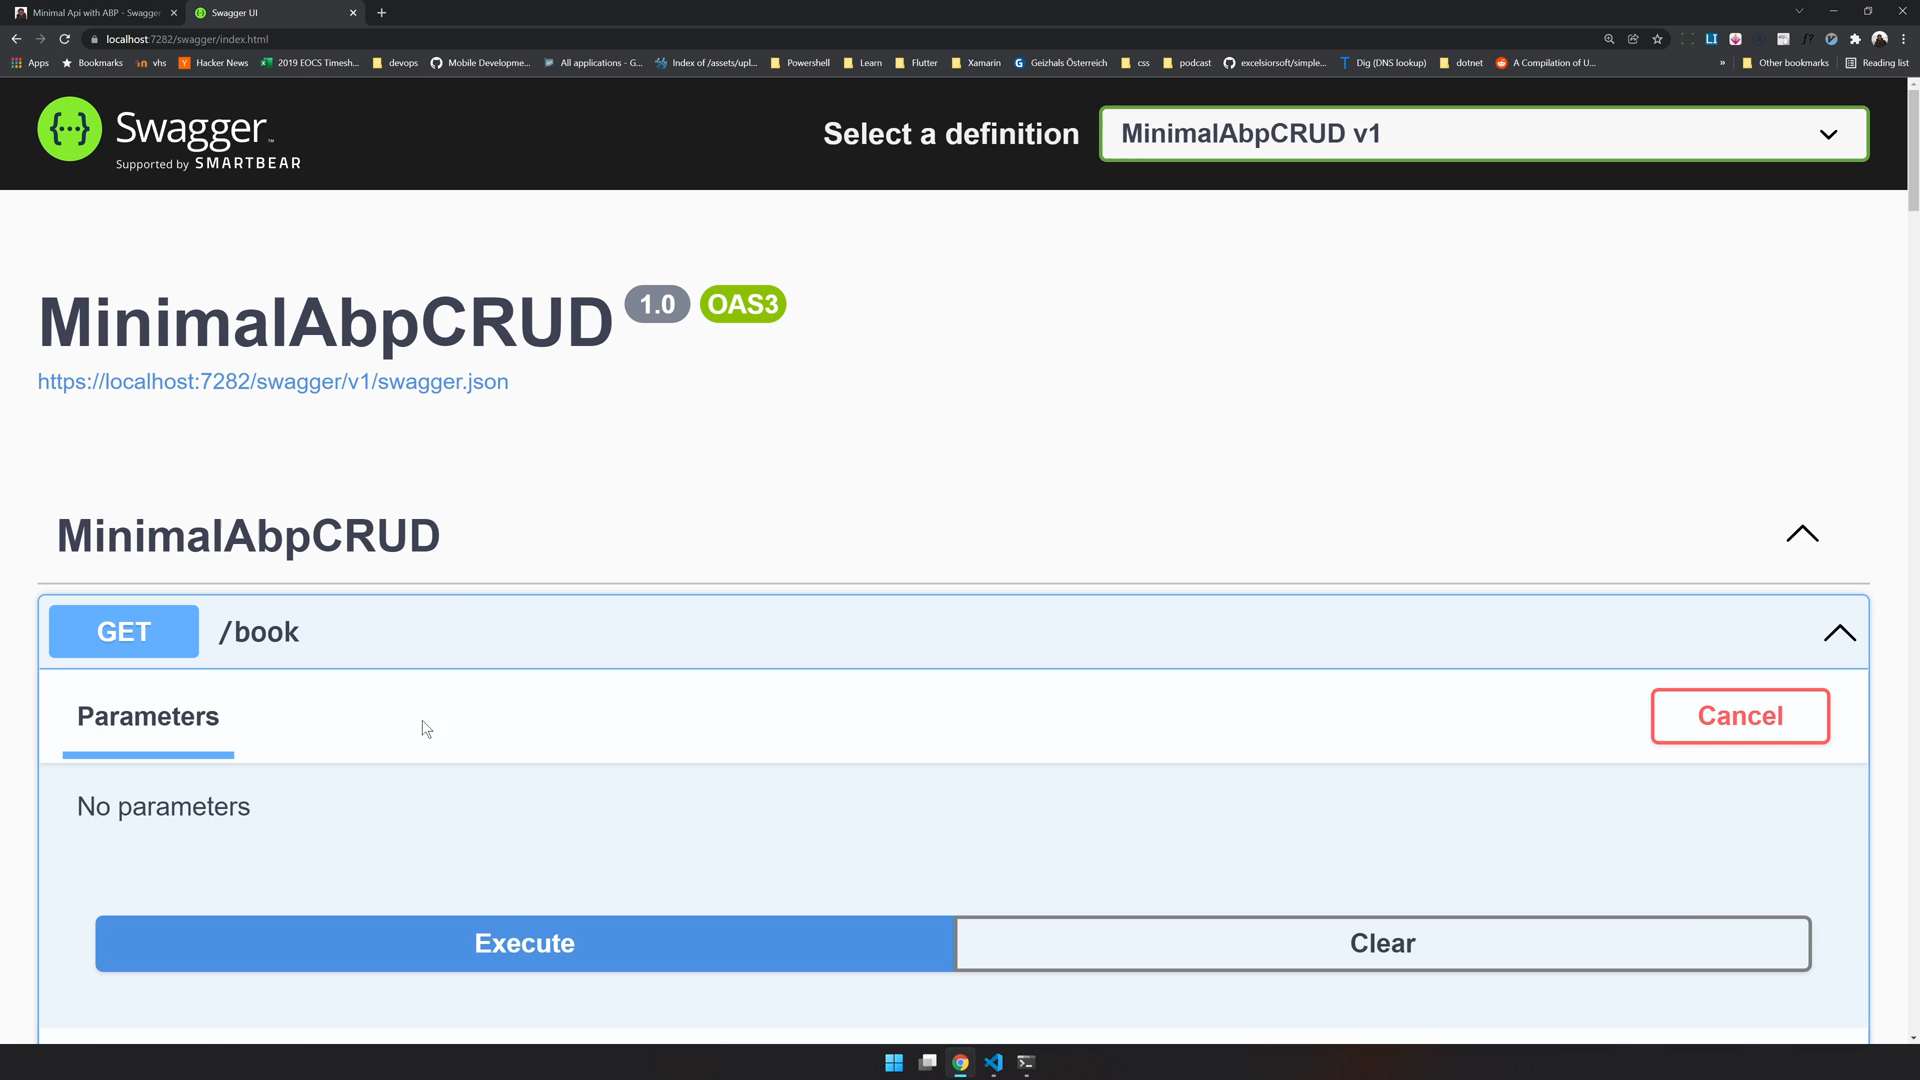 Minimal Api with ABP - Swagger
Swagger UI
localhost:7282/swagger/index.html
Apps
Bookmarks
vhs
Hacker News
2019 EOCS Timesh...
devops
Mobile Developme...
All applications - G...
Index of /assets/upl...
Powershell
Learn
Flutter
Xamarin
Geizhals Österreich
css
podcast
excelsiorsoft/simple...
Dig (DNS lookup)
dotnet
A Compilation of U...
»
Other bookmarks
Reading list
Swagger™
Supported by SMARTBEAR
Select a definition
MinimalAbpCRUD v1
MinimalAbpCRUD 1.0 OAS3
https://localhost:7282/swagger/v1/swagger.json
MinimalAbpCRUD
GET /book
Parameters
Cancel
No parameters
Execute
Clear